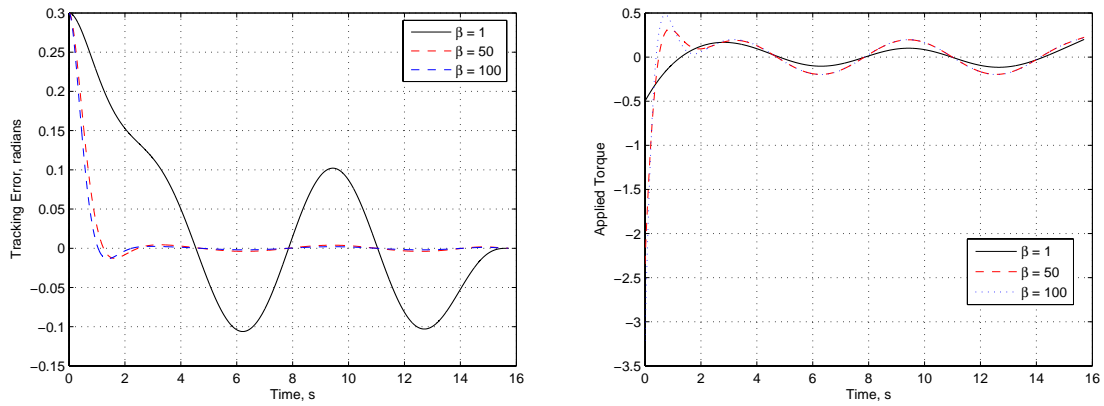 0.3
0.25
0.2
0.15
0.1
0.05
0
−0.05
−0.1
−0.15
Tracking Error, radians
β = 1
β = 50
β = 100
0 2 4 6 8 10 12 14 16
Time, s
0.5
0
−0.5
−1
−1.5
−2
−2.5
−3
−3.5
Applied Torque
β = 1
β = 50
β = 100
0 2 4 6 8 10 12 14 16
Time, s